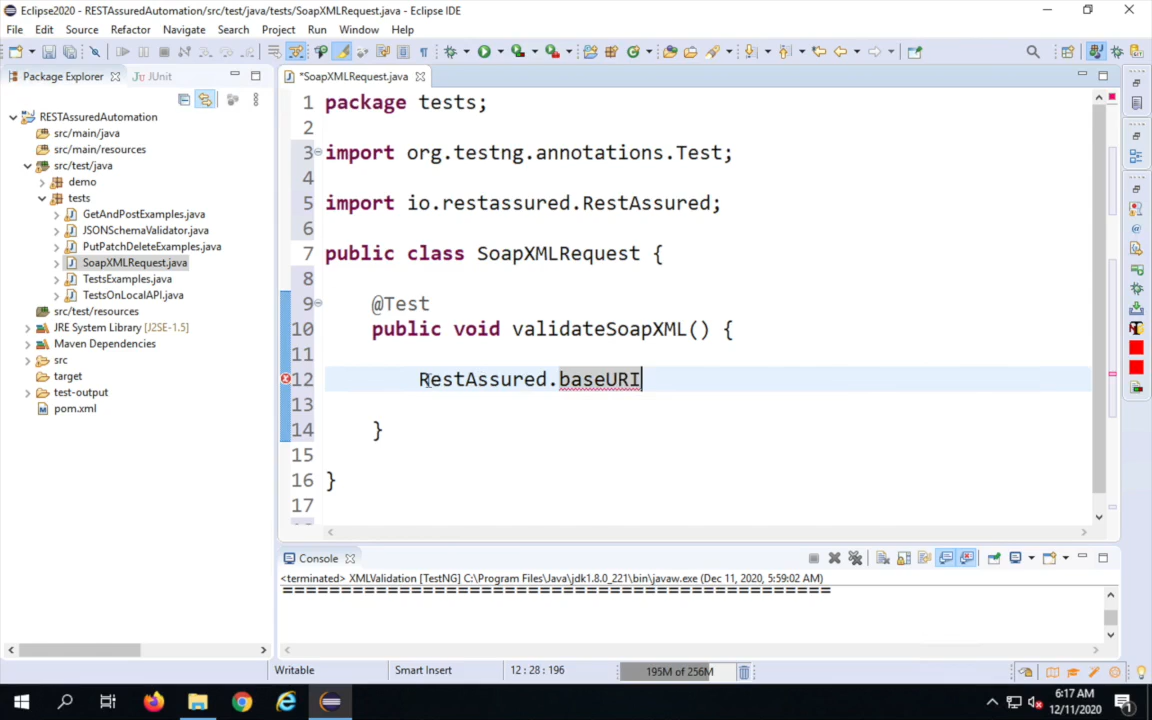 Eclipse2020 - RESTAssuredAutomation/src/test/java/tests/SoapXMLRequest.java - Eclipse IDE
File Edit Source Refactor Navigate Search Project Run Window Help
Package Explorer JUnit
*SoapXMLRequest.java
RESTAssuredAutomation
src/main/java
src/main/resources
src/test/java
demo
tests
GetAndPostExamples.java
JSONSchemaValidator.java
PutPatchDeleteExamples.java
SoapXMLRequest.java
TestsExamples.java
TestsOnLocalAPI.java
src/test/resources
JRE System Library [J2SE-1.5]
Maven Dependencies
src
target
test-output
pom.xml
1 package tests;
2
3 import org.testng.annotations.Test;
4
5 import io.restassured.RestAssured;
6
7 public class SoapXMLRequest {
8
9 @Test
10 public void validateSoapXML() {
11
12 RestAssured.baseURI
13
14 }
15
16 }
17
Console
<terminated> XMLValidation [TestNG] C:\Program Files\Java\jdk1.8.0_221\bin\javaw.exe (Dec 11, 2020, 5:59:02 AM)
===============================================
Writable Smart Insert 12 : 28 : 196 195M of 256M
6:17 AM
12/11/2020
1